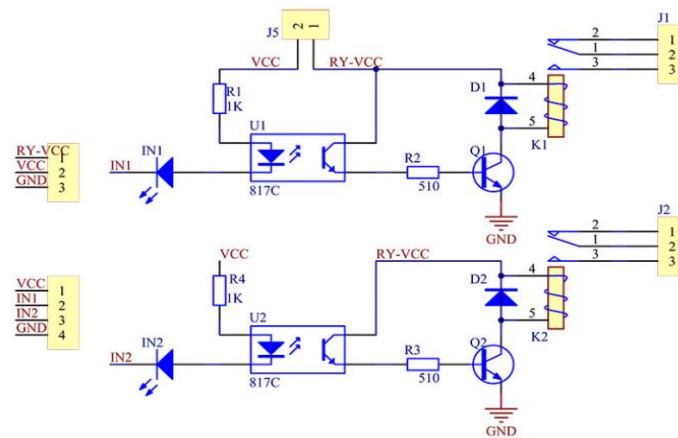 J1
J5
2 1
VCC RY-VCC
2 1
1 2
3 3
R1
1K
D1
4
5
K1
U1
IN1
IN1
817C
R2
510
Q1
GND
RY-VCC 1
VCC 2
GND 3
J2
2 1
1 2
3 3
VCC
RY-VCC
R4
1K
D2
4
5
K2
U2
VCC 1
IN1 2
IN2 3
GND 4
IN2
IN2
817C
R3
510
Q2
GND